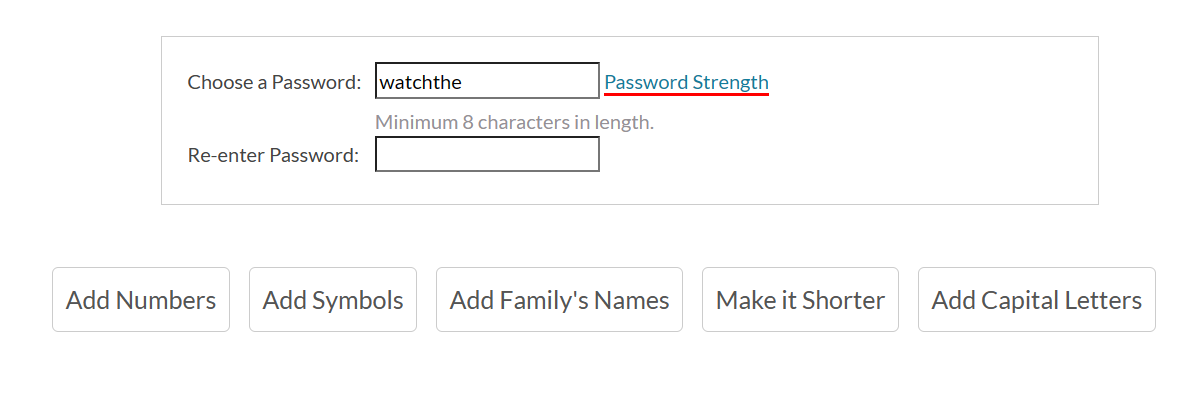 Choose a Password: watchthe Password Strength
Minimum 8 characters in length.
Re-enter Password:
Add Numbers Add Symbols Add Family's Names Make it Shorter Add Capital Letters